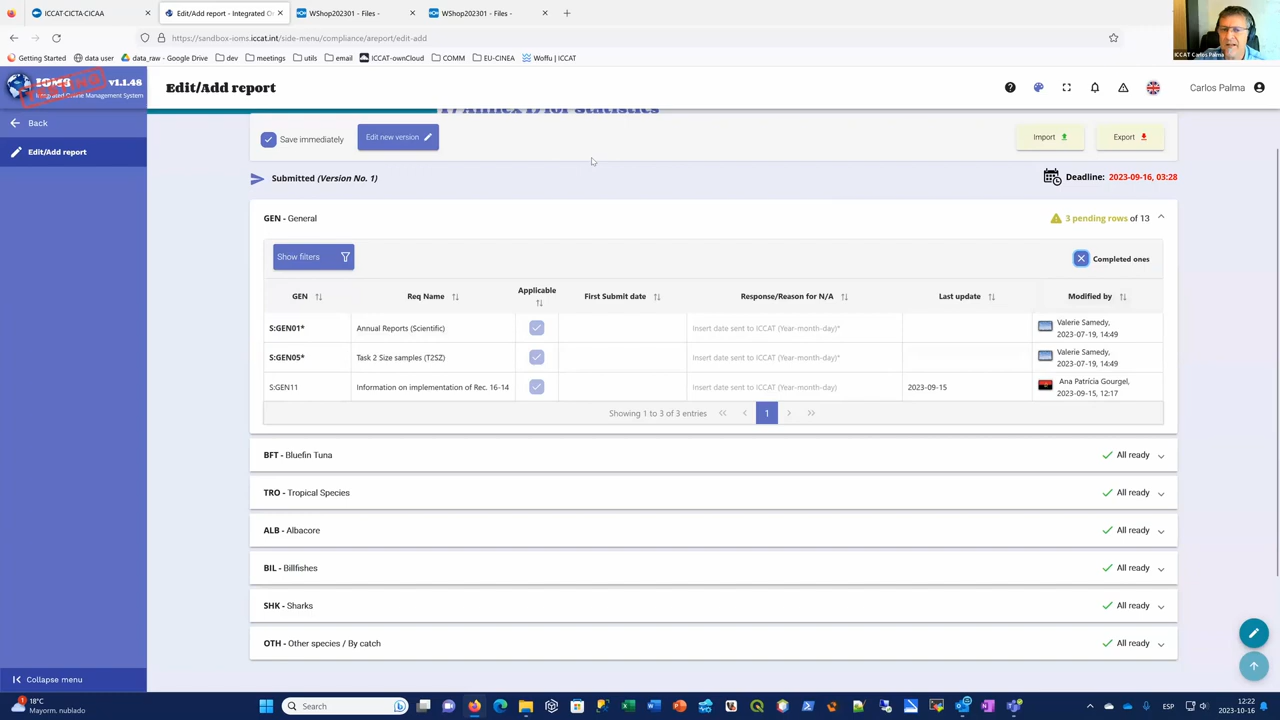 ICCAT-CICTA-CICAA
Edit/Add report - Integrated On
WShop202301 - Files -
WShop202301 - Files -
https://sandbox-ioms.iccat.int/side-menu/compliance/areport/edit-add
Getting Started
data user
data_raw - Google Drive
dev
meetings
utils
email
ICCAT-ownCloud
COMM
EU-CINEA
Woffu | ICCAT
ICCAT Carlos Palma
IOMS v1.1.48
TESTING
Integrated Online Management System
Edit/Add report
Carlos Palma
Back
Edit/Add report
Collapse menu
for Statistics
Save immediately
Edit new version
Import
Export
Submitted (Version No. 1)
Deadline: 2023-09-16, 03:28
GEN - General
3 pending rows of 13
Show filters
Completed ones
GEN
Req Name
Applicable
First Submit date
Response/Reason for N/A
Last update
Modified by
S:GEN01*
Annual Reports (Scientific)
Insert date sent to ICCAT (Year-month-day)*
Valerie Samedy,
2023-07-19, 14:49
S:GEN05*
Task 2 Size samples (T2SZ)
Insert date sent to ICCAT (Year-month-day)*
Valerie Samedy,
2023-07-19, 14:49
S:GEN11
Information on implementation of Rec. 16-14
Insert date sent to ICCAT (Year-month-day)
2023-09-15
Ana Patrícia Gourgel,
2023-09-15, 12:17
Showing 1 to 3 of 3 entries
1
BFT - Bluefin Tuna
All ready
TRO - Tropical Species
All ready
ALB - Albacore
All ready
BIL - Billfishes
All ready
SHK - Sharks
All ready
OTH - Other species / By catch
All ready
1
18°C
Mayorm. nublado
Search
ESP
12:22
2023-10-16